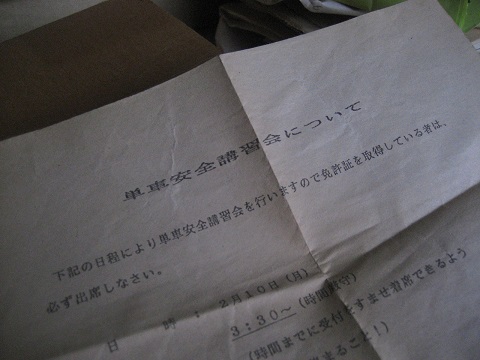 単車安全講習会について
下記の日程により単車安全講習会を行いますので免許証を取得している者は、
必ず出席しなさい。
日 時 : 2月10日(月)
3:30~(時間厳守)
(時間までに受付をすませ着席できるよう
まること!)